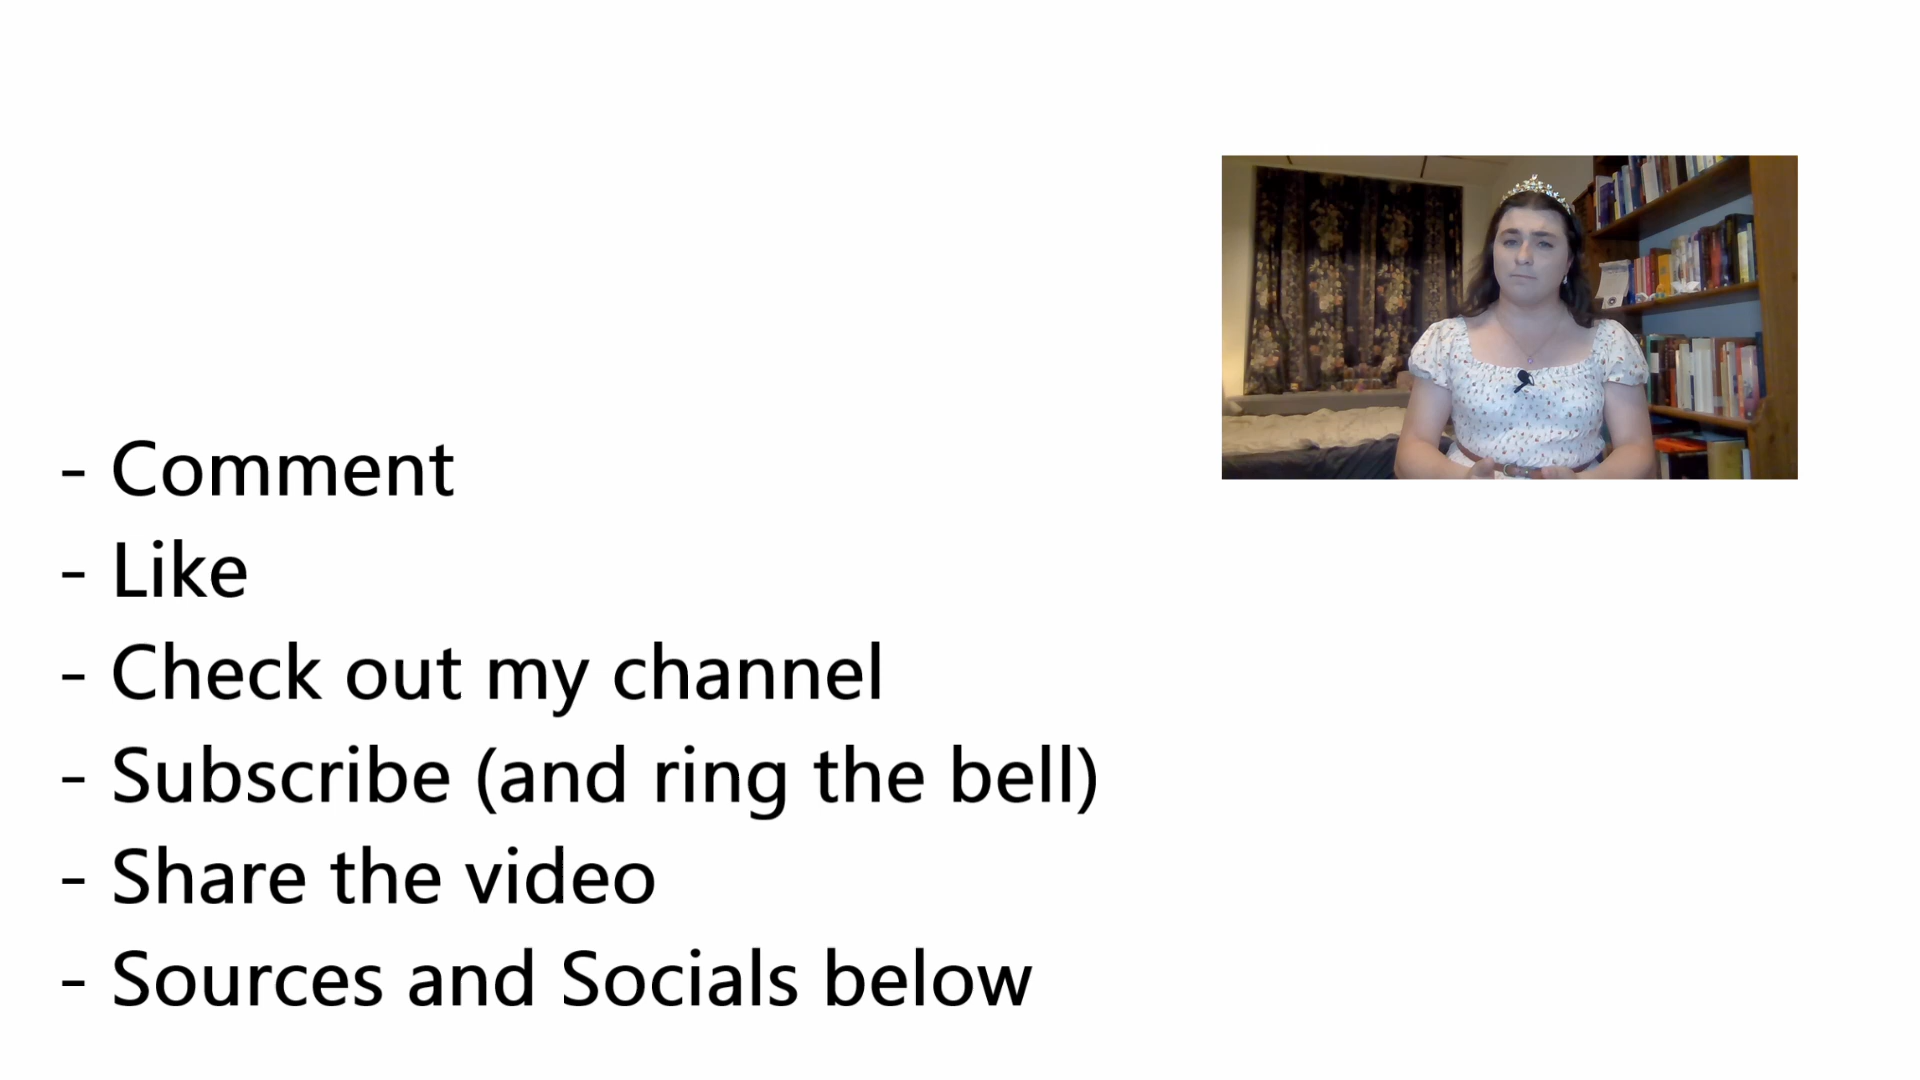 - Comment
- Like
- Check out my channel
- Subscribe (and ring the bell)
- Share the video
- Sources and Socials below